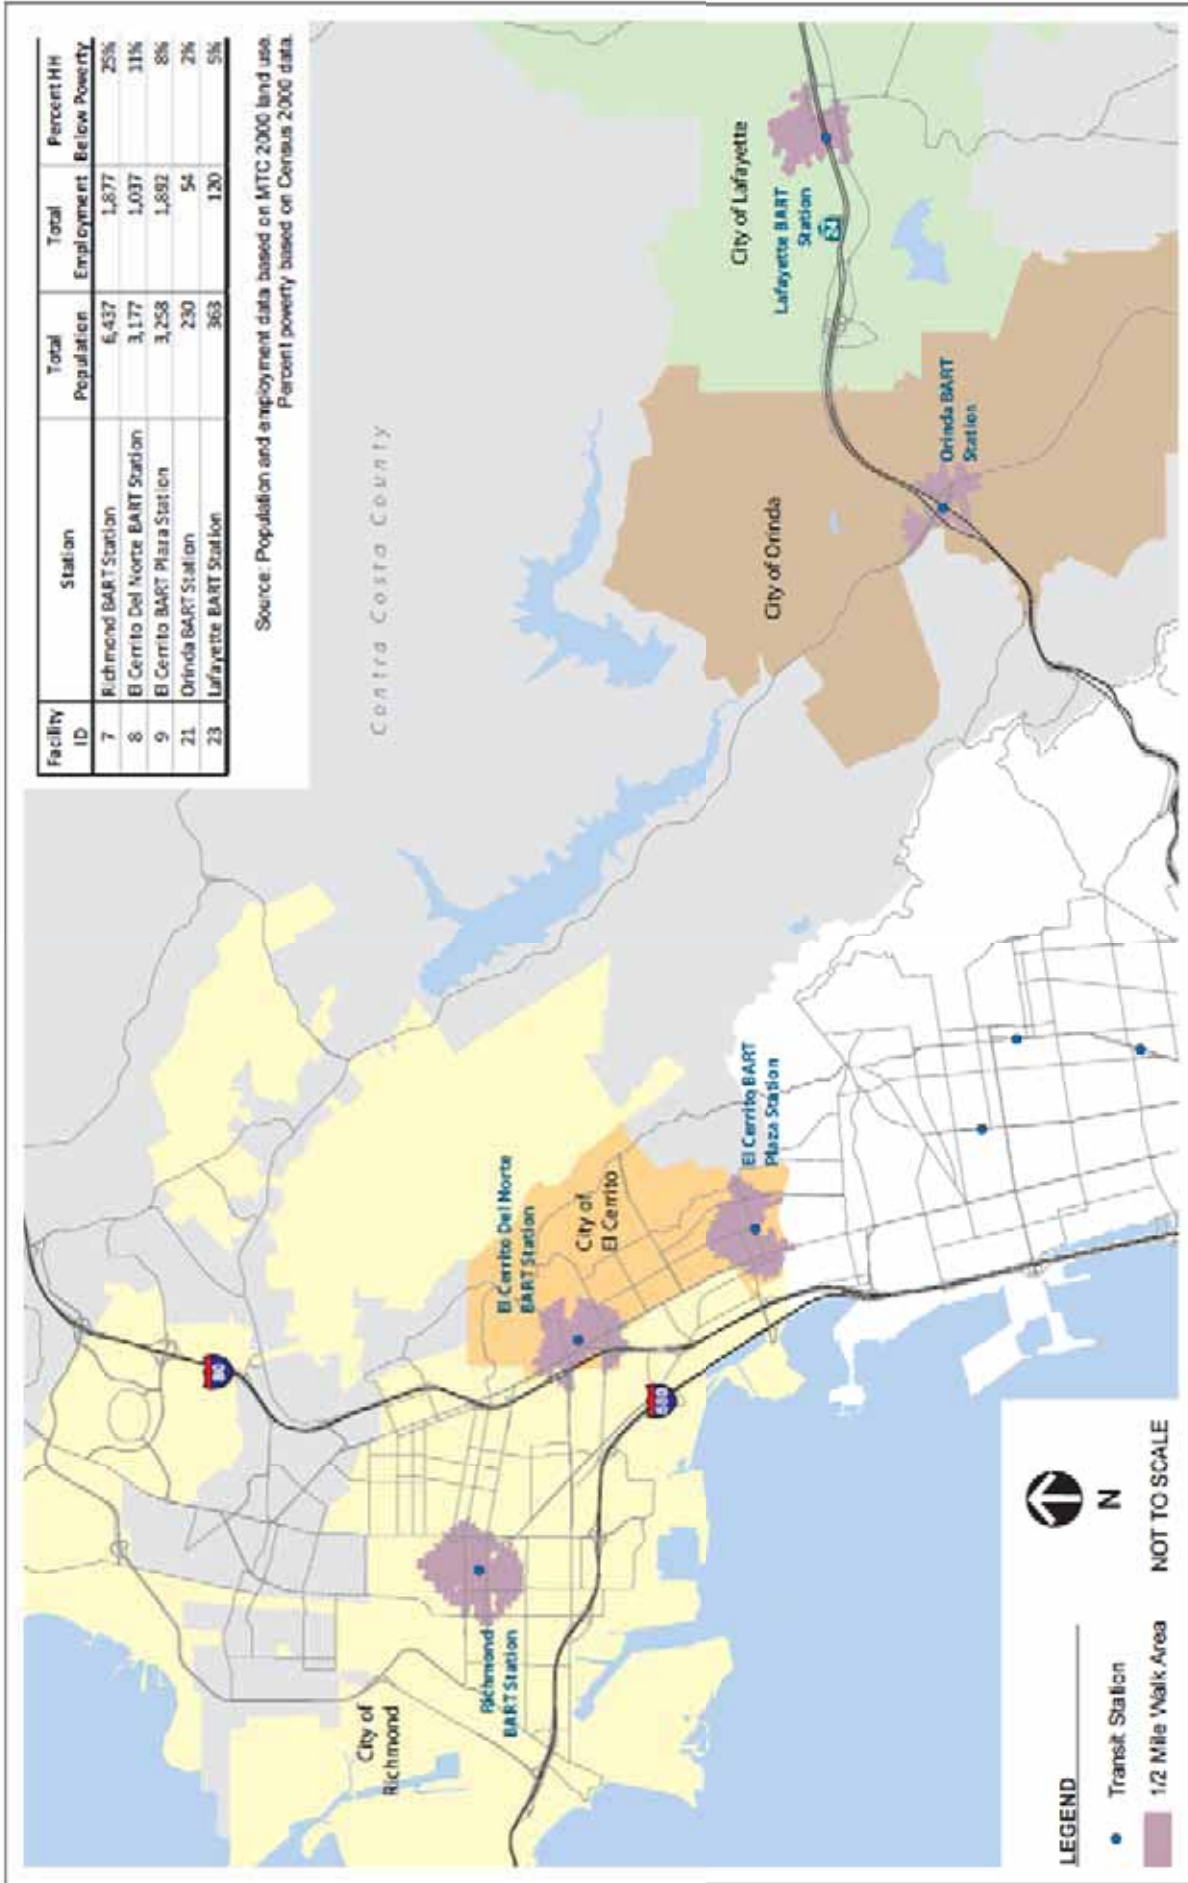 Facility ID Station Total Population Total Employment Percent HH Below Poverty
7 Richmond BART Station 6,437 1,877 25%
8 El Cerrito Del Norte BART Station 3,177 1,037 11%
9 El Cerrito BART Plaza Station 3,258 1,892 8%
21 Orinda BART Station 230 54 2%
23 Lafayette BART Station 363 120 5%
Source: Population and employment data based on MTC 2000 land use.
Percent poverty based on Census 2000 data.
Contra Costa County
City of Lafayette
Lafayette BART
Station
24
City of Orinda
Orinda BART
Station
80
El Cerrito Del Norte
BART Station
City of
El Cerrito
El Cerrito BART
Plaza Station
580
Richmond
BART Station
City of
Richmond
LEGEND
Transit Station
1/2 Mile Walk Area
N
NOT TO SCALE